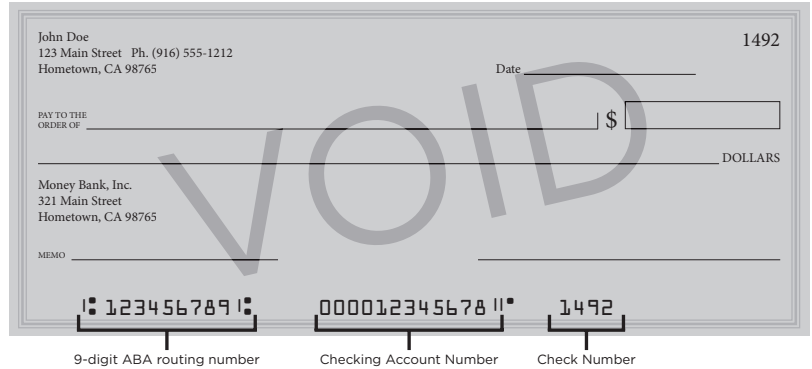 John Doe
1492
123 Main Street Ph. (916) 555-1212
Hometown, CA 98765
Date
PAY TO THE
ORDER OF
$
DOLLARS
VOID
Money Bank, Inc.
321 Main Street
Hometown, CA 98765
MEMO
⑆123456789⑆ 000012345678⑈ 1492
9-digit ABA routing number Checking Account Number Check Number